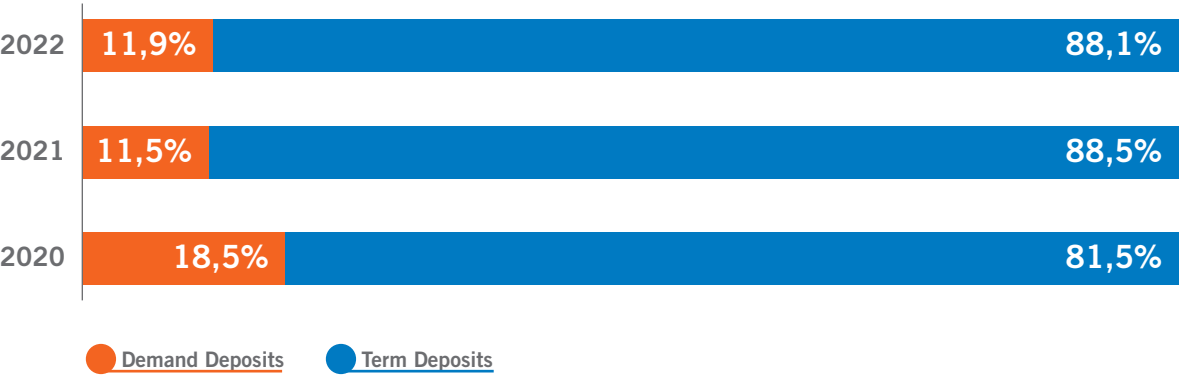 2022 11,9% 88,1%
2021 11,5% 88,5%
2020 18,5% 81,5%
Demand Deposits Term Deposits